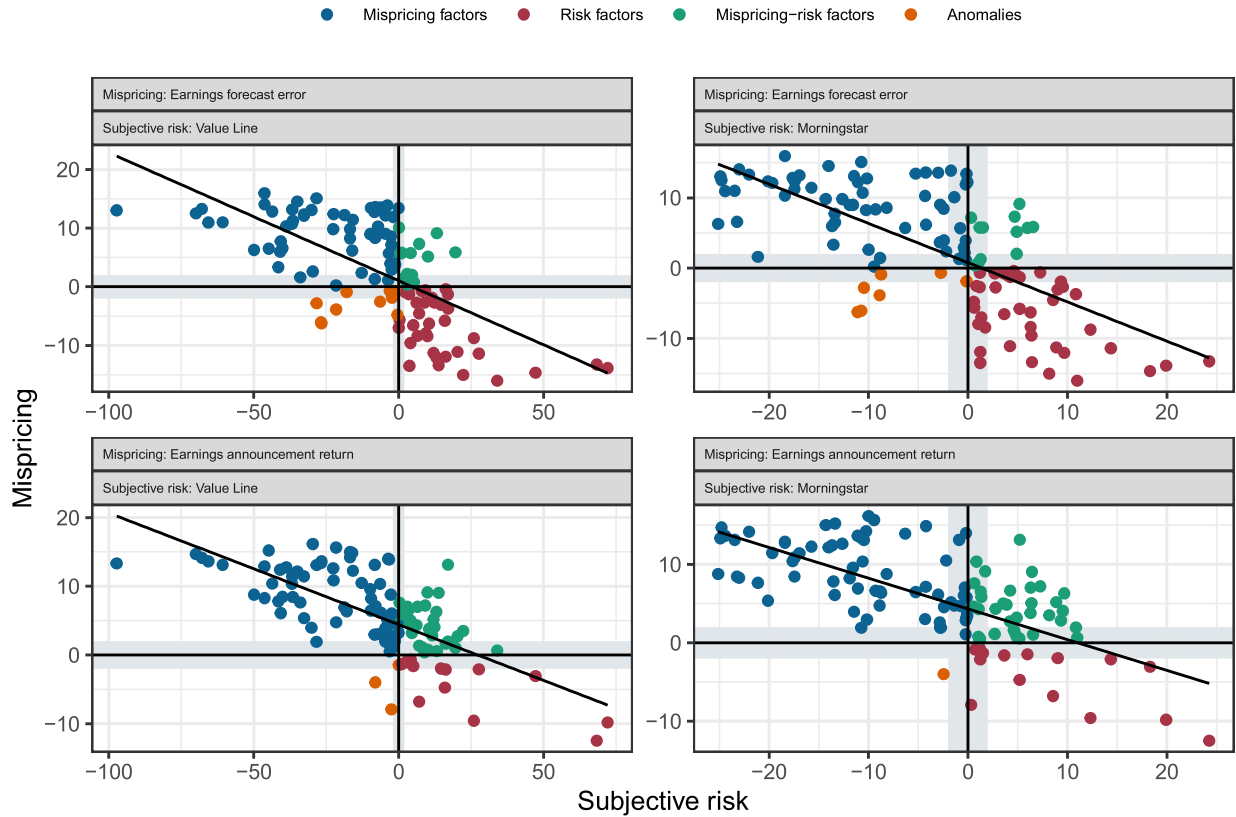 Mispricing factors Risk factors Mispricing−risk factors Anomalies
Mispricing: Earnings forecast error
Subjective risk: Value Line
20
10
0
−10
−100 −50 0 50
Mispricing: Earnings forecast error
Subjective risk: Morningstar
10
0
−10
−20 −10 0 10 20
Mispricing: Earnings announcement return
Subjective risk: Value Line
20
10
0
−10
−100 −50 0 50
Mispricing: Earnings announcement return
Subjective risk: Morningstar
10
0
−10
−20 −10 0 10 20
Mispricing
Subjective risk